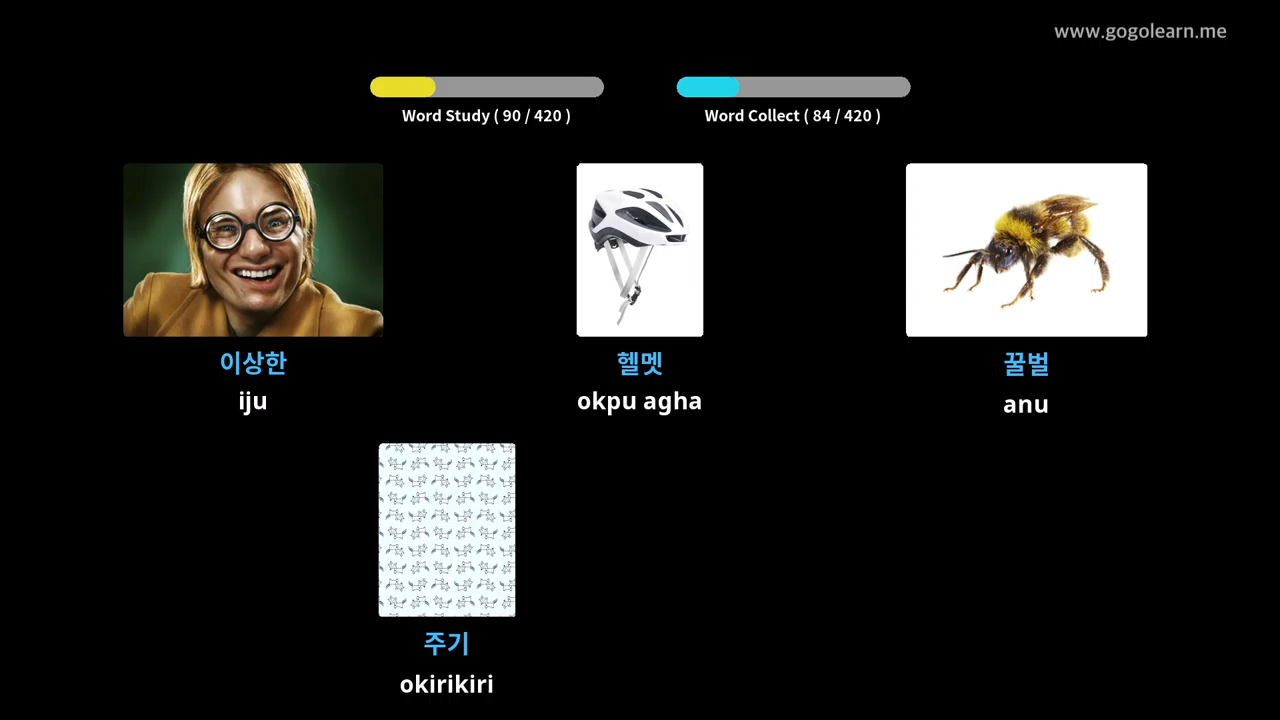 www.gogolearn.me
Word Study ( 90 / 420 )
Word Collect ( 84 / 420 )
이상한
iju
헬멧
okpu agha
꿀벌
anu
주기
okirikiri